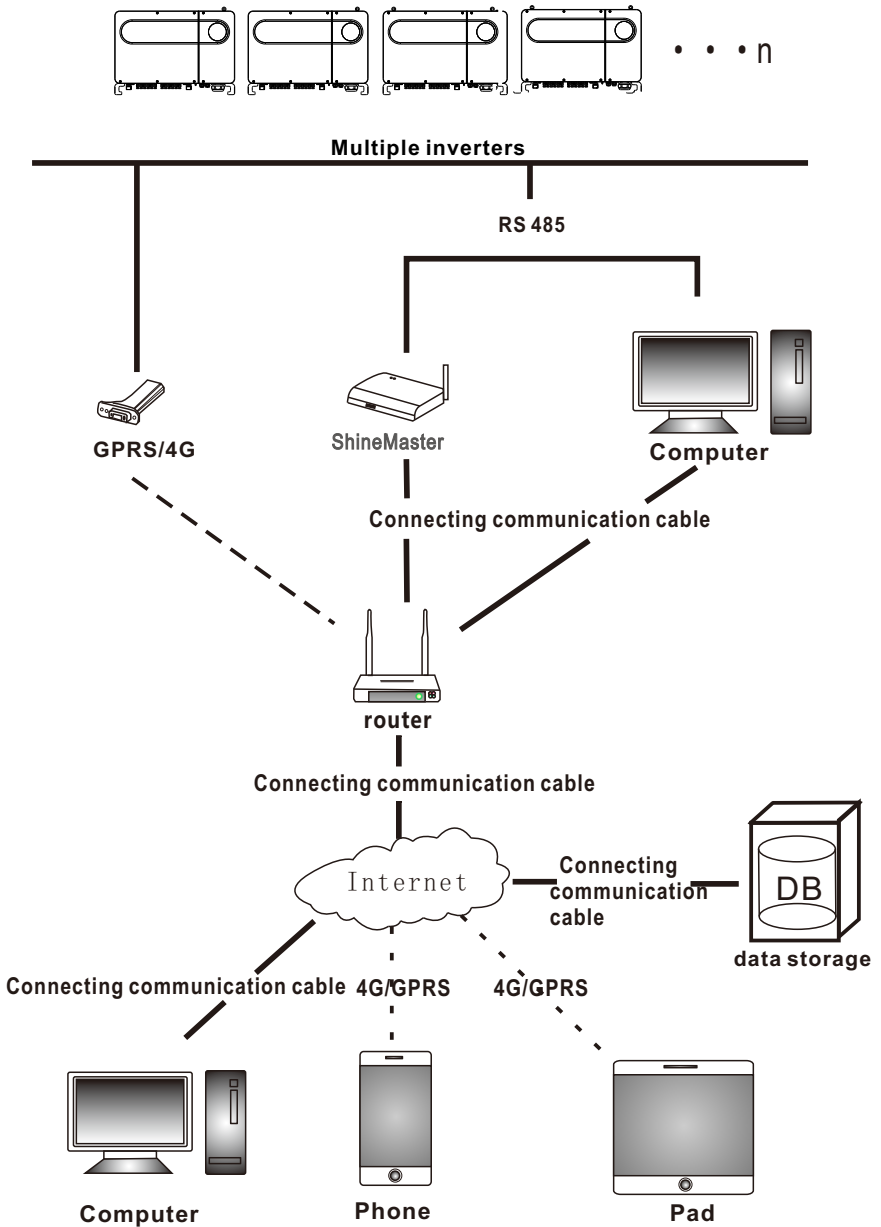 · · · n
Multiple inverters
RS 485
GPRS/4G
ShineMaster
Computer
Connecting communication cable
router
Connecting communication cable
Internet
Connecting
communication
cable
DB
data storage
Connecting communication cable
4G/GPRS
4G/GPRS
Computer
Phone
Pad